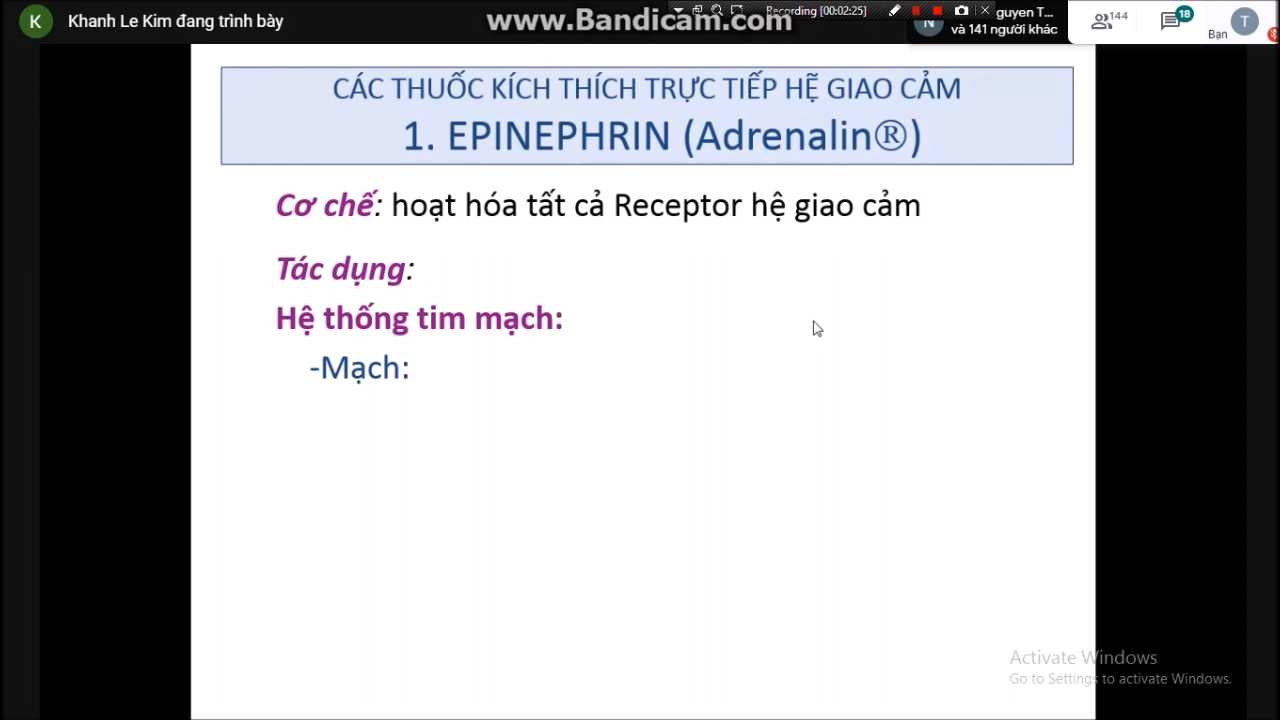 K Khanh Le Kim đang trình bày
www.Bandicam.com
Recording [00:02:25]
N guyen T...
và 141 người khác
144
18
Bạn
T
CÁC THUỐC KÍCH THÍCH TRỰC TIẾP HỆ GIAO CẢM
1. EPINEPHRIN (Adrenalin®)
Cơ chế: hoạt hóa tất cả Receptor hệ giao cảm
Tác dụng:
Hệ thống tim mạch:
-Mạch:
Activate Windows
Go to Settings to activate Windows.